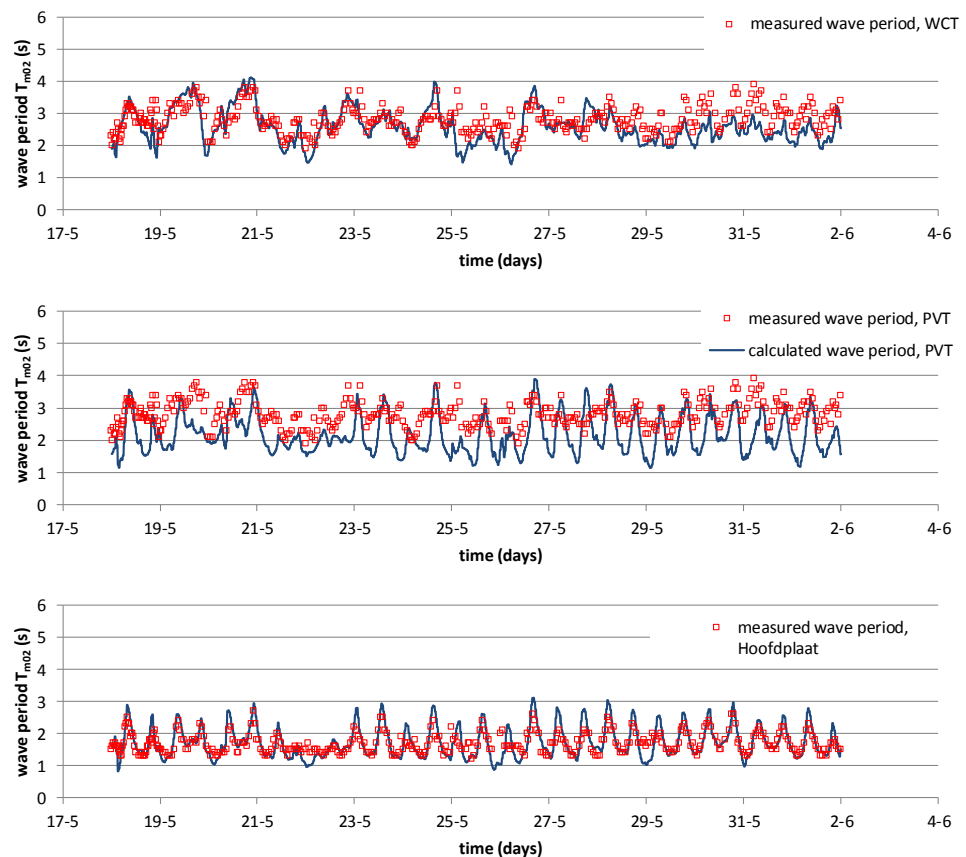 6
5
4
3
2
1
0
wave period Tm02 (s)
measured wave period, WCT
17-5 19-5 21-5 23-5 25-5 27-5 29-5 31-5 2-6 4-6
time (days)
6
5
4
3
2
1
0
wave period Tm02 (s)
measured wave period, PVT
calculated wave period, PVT
17-5 19-5 21-5 23-5 25-5 27-5 29-5 31-5 2-6 4-6
time (days)
6
5
4
3
2
1
0
wave period Tm02 (s)
measured wave period,
Hoofdplaat
17-5 19-5 21-5 23-5 25-5 27-5 29-5 31-5 2-6 4-6
time (days)